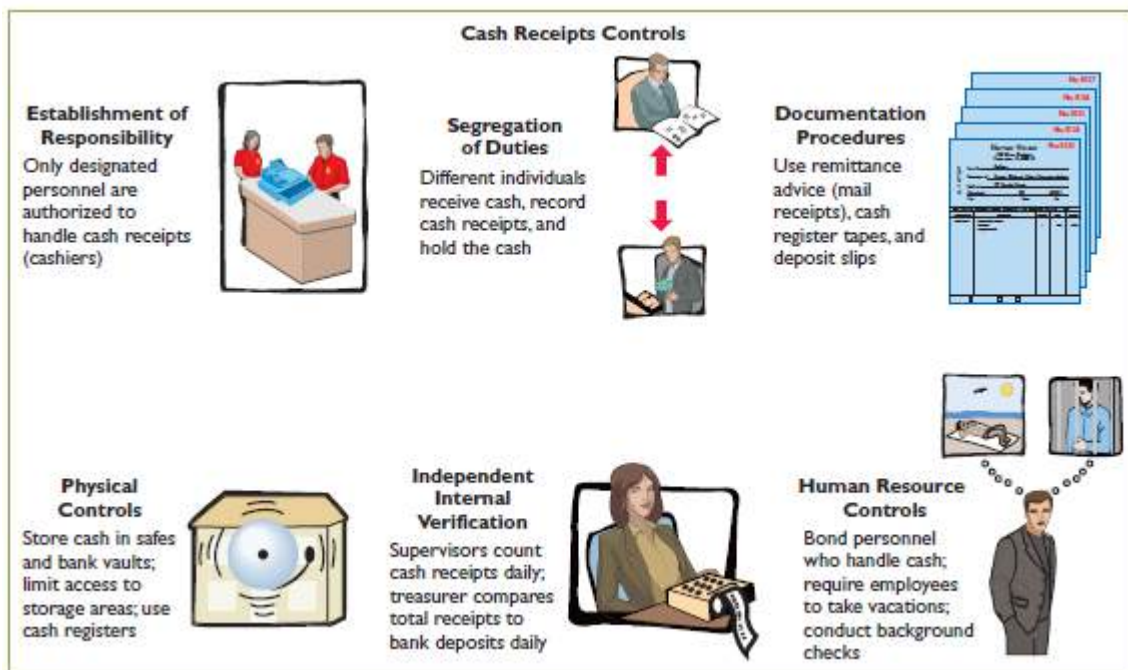 Cash Receipts Controls
Establishment of
Responsibility
Only designated
personnel are
authorized to
handle cash receipts
(cashiers)
Segregation
of Duties
Different individuals
receive cash, record
cash receipts, and
hold the cash
Documentation
Procedures
Use remittance
advice (mail
receipts), cash
register tapes, and
deposit slips
Physical
Controls
Store cash in safes
and bank vaults;
limit access to
storage areas; use
cash registers
Independent
Internal
Verification
Supervisors count
cash receipts daily;
treasurer compares
total receipts to
bank deposits daily
Human Resource
Controls
Bond personnel
who handle cash;
require employees
to take vacations;
conduct background
checks